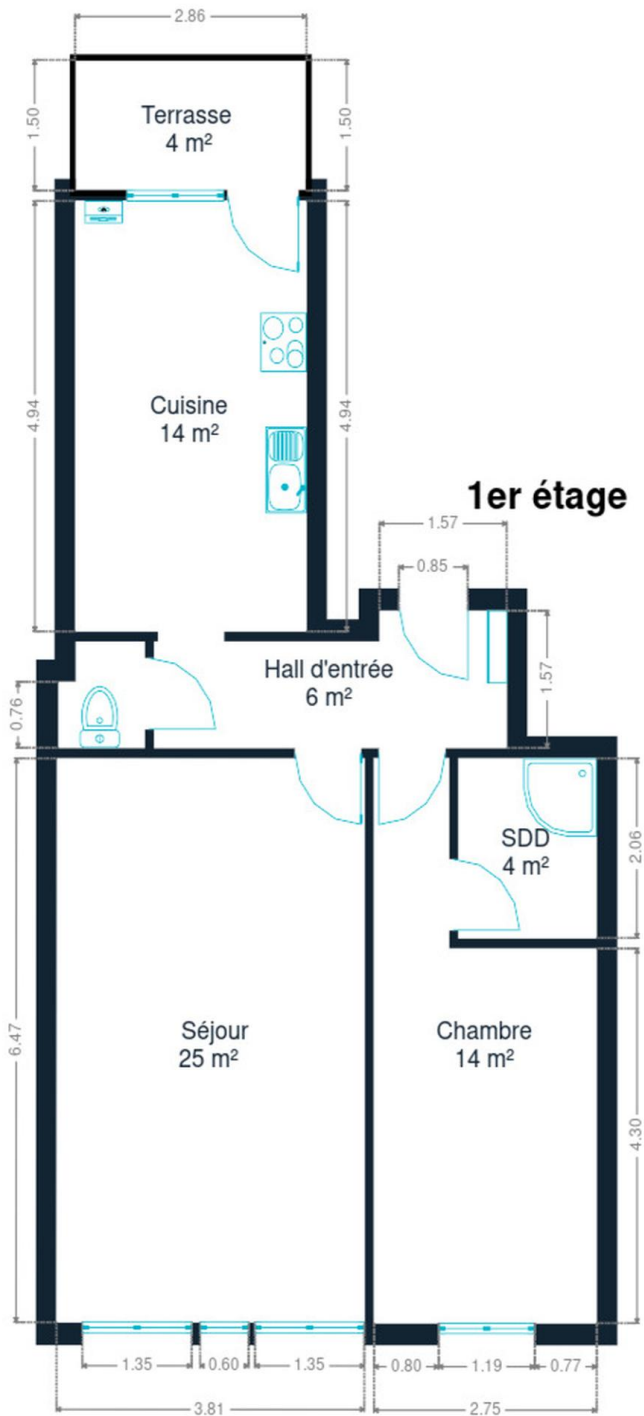 2.86
1.50
1.50
Terrasse
4 m²
4.94
4.94
Cuisine
14 m²
1er étage
1.57
0.85
Hall d'entrée
6 m²
1.57
0.76
SDD
4 m²
2.06
6.47
Séjour
25 m²
Chambre
14 m²
4.30
1.35
0.60
1.35
0.80
1.19
0.77
3.81
2.75